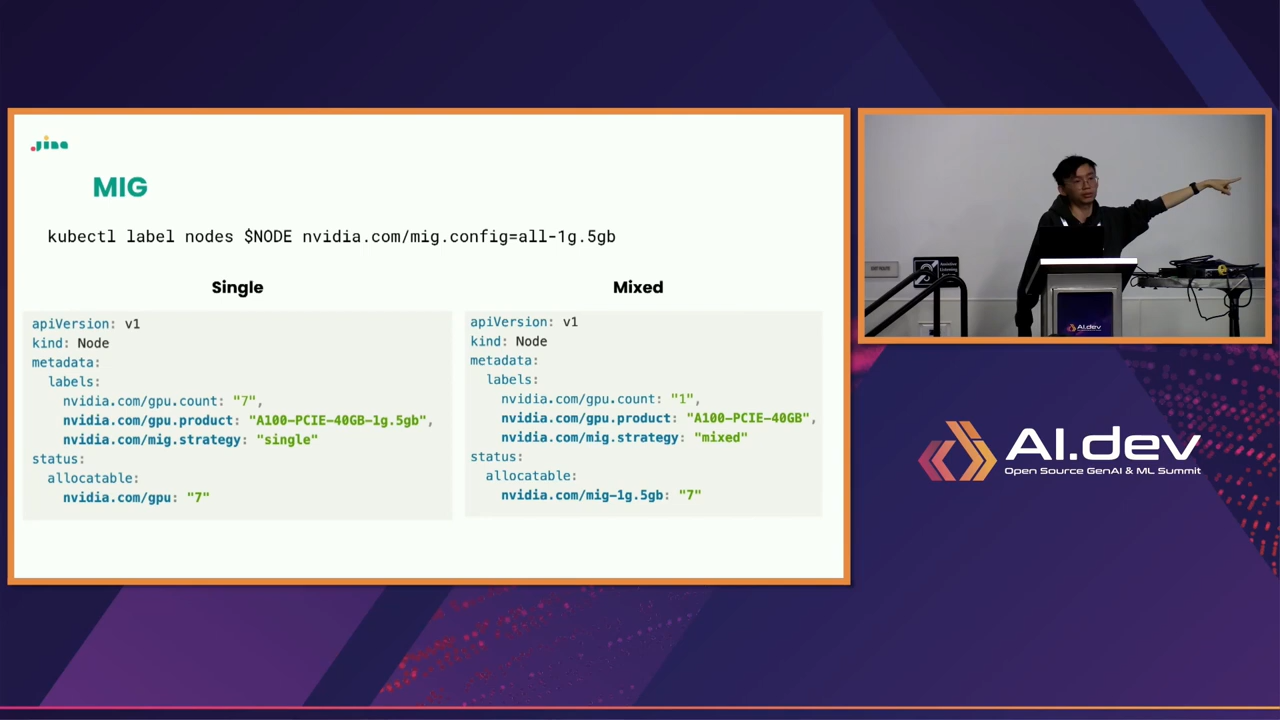 Jina
MIG
kubectl label nodes $NODE nvidia.com/mig.config=all-1g.5gb
Single
apiVersion: v1
kind: Node
metadata:
  labels:
    nvidia.com/gpu.count: "7",
    nvidia.com/gpu.product: "A100-PCIE-40GB-1g.5gb",
    nvidia.com/mig.strategy: "single"
status:
  allocatable:
    nvidia.com/gpu: "7"
Mixed
apiVersion: v1
kind: Node
metadata:
  labels:
    nvidia.com/gpu.count: "1",
    nvidia.com/gpu.product: "A100-PCIE-40GB",
    nvidia.com/mig.strategy: "mixed"
status:
  allocatable:
    nvidia.com/mig-1g.5gb: "7"
Assistive
Listening
AI.dev
AI.dev
Open Source GenAI & ML Summit